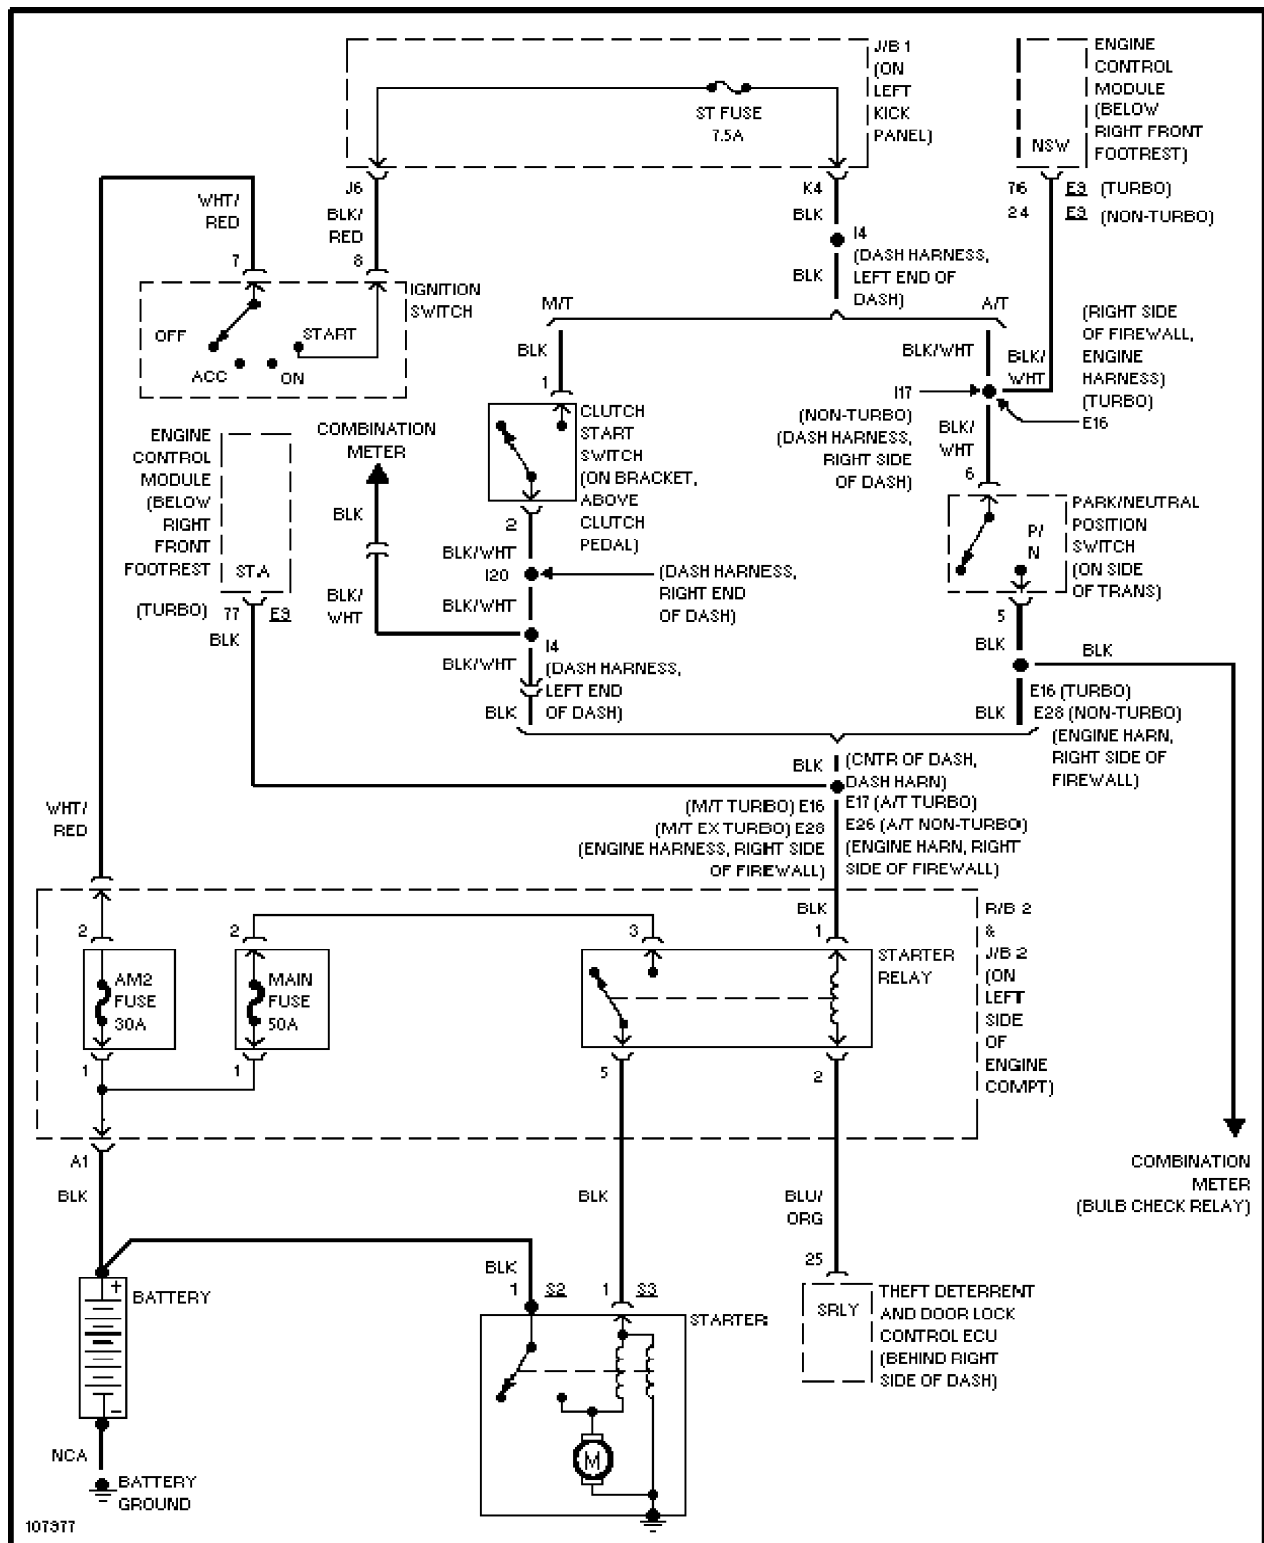 J/B 1
(ON
LEFT
KICK
PANEL)
ST FUSE
7.5A
ENGINE
CONTROL
MODULE
(BELOW
RIGHT FRONT
FOOTREST)
NSW
WHT/
RED
J6
BLK/
RED
K4
BLK
76 E9 (TURBO)
24 E9 (NON-TURBO)
7
8
I4
(DASH HARNESS,
LEFT END OF
DASH)
BLK
IGNITION
SWITCH
OFF
START
ACC
ON
M/T
A/T
BLK
BLK/WHT
BLK/
WHT
(RIGHT SIDE
OF FIREWALL,
ENGINE
HARNESS)
(TURBO)
E16
1
I17
(NON-TURBO)
(DASH HARNESS,
RIGHT SIDE
OF DASH)
BLK/
WHT
6
CLUTCH
START
SWITCH
(ON BRACKET,
ABOVE
CLUTCH
PEDAL)
COMBINATION
METER
ENGINE
CONTROL
MODULE
(BELOW
RIGHT
FRONT
FOOTREST
STA
BLK
2
PARK/NEUTRAL
POSITION
SWITCH
(ON SIDE
OF TRANS)
P/
N
BLK/WHT
I20
(DASH HARNESS,
RIGHT END
OF DASH)
BLK/
WHT
BLK/WHT
(TURBO) 77 E9
BLK
5
BLK
BLK
BLK/WHT
I4
(DASH HARNESS,
LEFT END
OF DASH)
BLK
BLK
E16 (TURBO)
E28 (NON-TURBO)
(ENGINE HARN,
RIGHT SIDE OF
FIREWALL)
BLK
(CNTR OF DASH,
DASH HARN)
WHT/
RED
(M/T TURBO) E16
(M/T EX TURBO) E28
(ENGINE HARNESS, RIGHT SIDE
OF FIREWALL)
E17 (A/T TURBO)
E26 (A/T NON-TURBO)
(ENGINE HARN, RIGHT
SIDE OF FIREWALL)
BLK
2
2
3
1
R/B 2
&
J/B 2
(ON
LEFT
SIDE
OF
ENGINE
COMPT)
AM2
FUSE
30A
MAIN
FUSE
50A
STARTER
RELAY
1
1
5
2
A1
BLK
BLK
BLU/
ORG
COMBINATION
METER
(BULB CHECK RELAY)
25
BLK
1 S2
1 S3
BATTERY
+
−
STARTER
SRLY
THEFT DETERRENT
AND DOOR LOCK
CONTROL ECU
(BEHIND RIGHT
SIDE OF DASH)
M
NCA
BATTERY
GROUND
107977